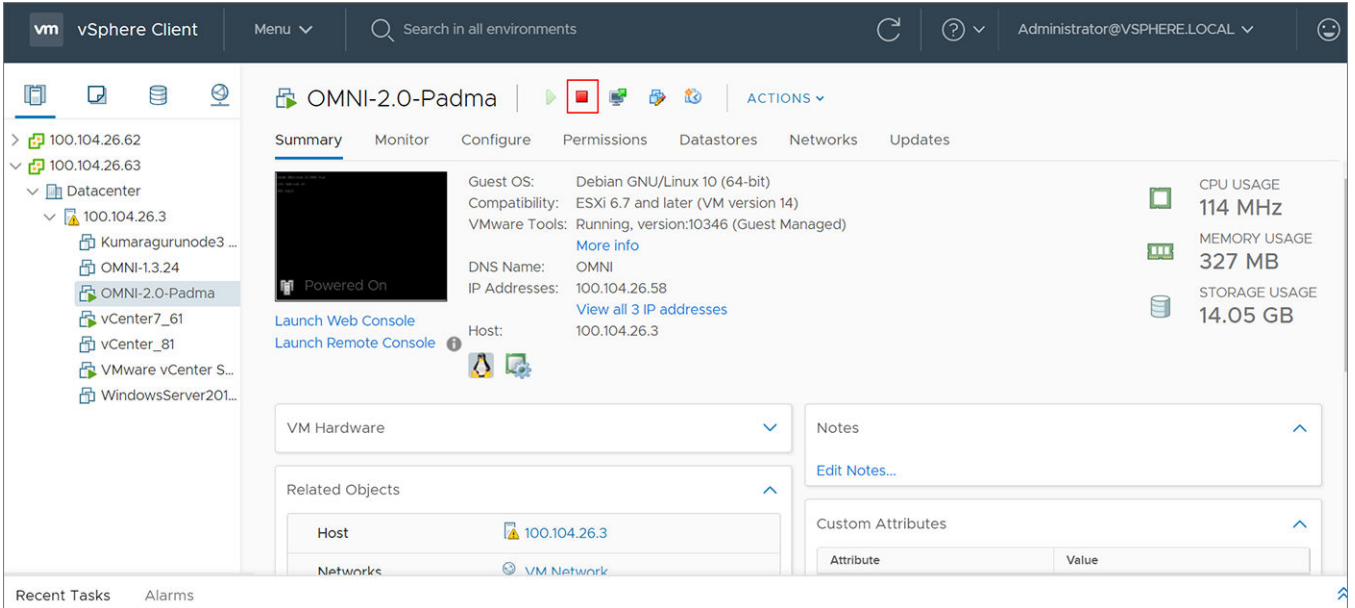 vm vSphere Client Menu Search in all environments Administrator@VSPHERE.LOCAL
OMNI-2.0-Padma ACTIONS
100.104.26.62
100.104.26.63
Datacenter
100.104.26.3
Kumaragurunode3 ...
OMNI-1.3.24
OMNI-2.0-Padma
vCenter7_61
vCenter_81
VMware vCenter S...
WindowsServer201...
Summary Monitor Configure Permissions Datastores Networks Updates
Powered On
Launch Web Console
Launch Remote Console
Guest OS: Debian GNU/Linux 10 (64-bit)
Compatibility: ESXi 6.7 and later (VM version 14)
VMware Tools: Running, version:10346 (Guest Managed)
More info
DNS Name: OMNI
IP Addresses: 100.104.26.58
View all 3 IP addresses
Host: 100.104.26.3
CPU USAGE
114 MHz
MEMORY USAGE
327 MB
STORAGE USAGE
14.05 GB
VM Hardware
Related Objects
Host 100.104.26.3
Networks VM Network
Notes
Edit Notes...
Custom Attributes
Attribute Value
Recent Tasks Alarms